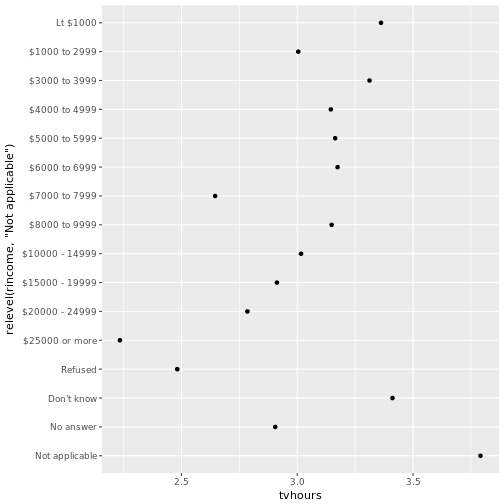 relevel(rincome, "Not applicable")
Lt $1000
$1000 to 2999
$3000 to 3999
$4000 to 4999
$5000 to 5999
$6000 to 6999
$7000 to 7999
$8000 to 9999
$10000 - 14999
$15000 - 19999
$20000 - 24999
$25000 or more
Refused
Don't know
No answer
Not applicable
2.5 3.0 3.5
tvhours